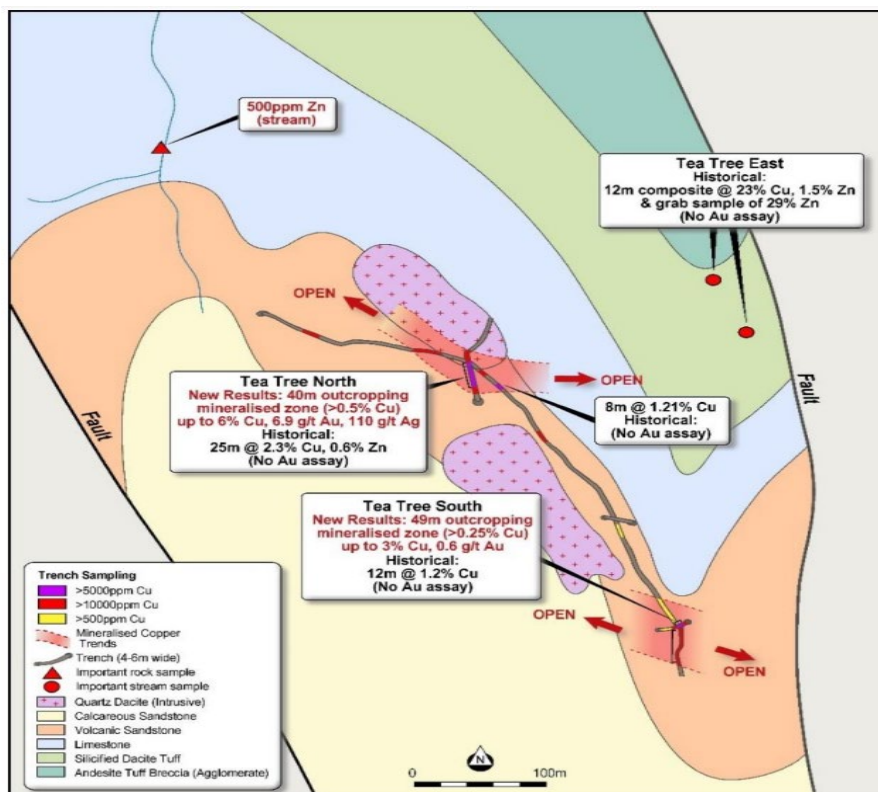 500ppm Zn
(stream)
Tea Tree East
Historical:
12m composite @ 23% Cu, 1.5% Zn
& grab sample of 29% Zn
(No Au assay)
OPEN
OPEN
Tea Tree North
New Results: 40m outcropping
mineralised zone (>0.5% Cu)
up to 6% Cu, 6.9 g/t Au, 110 g/t Ag
Historical:
25m @ 2.3% Cu, 0.6% Zn
(No Au assay)
8m @ 1.21% Cu
Historical:
(No Au assay)
Fault
Fault
Tea Tree South
New Results: 49m outcropping
mineralised zone (>0.25% Cu)
up to 3% Cu, 0.6 g/t Au
Historical:
12m @ 1.2% Cu
(No Au assay)
OPEN
OPEN
Trench Sampling
>5000ppm Cu
>10000ppm Cu
>500ppm Cu
Mineralised Copper
Trends
Trench (4-6m wide)
Important rock sample
Important stream sample
Quartz Dacite (Intrusive)
Calcareous Sandstone
Volcanic Sandstone
Limestone
Silicified Dacite Tuff
Andesite Tuff Breccia (Agglomerate)
N
0 100m